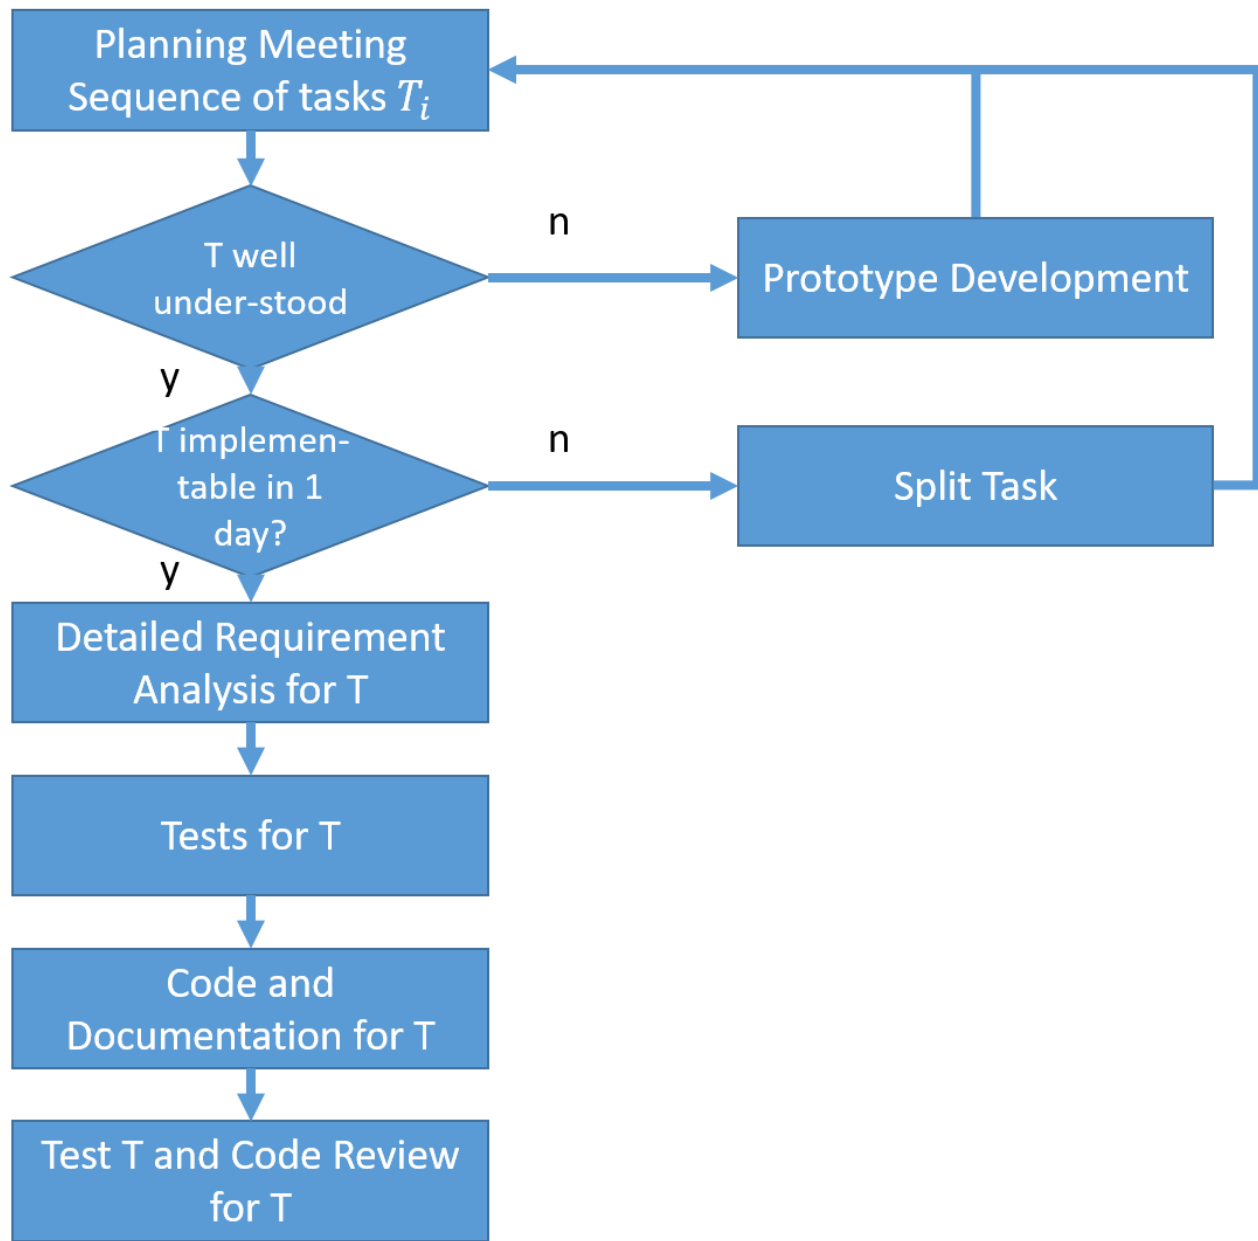 Planning Meeting
Sequence of tasks T_i
T well
under-stood
n
Prototype Development
y
T implemen-
table in 1
day?
n
Split Task
y
Detailed Requirement
Analysis for T
Tests for T
Code and
Documentation for T
Test T and Code Review
for T